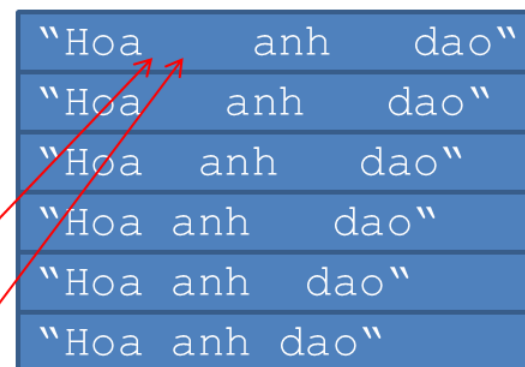 “Hoa    anh   dao“
“Hoa   anh   dao“
“Hoa  anh   dao“
“Hoa anh   dao“
“Hoa anh  dao“
“Hoa anh dao“